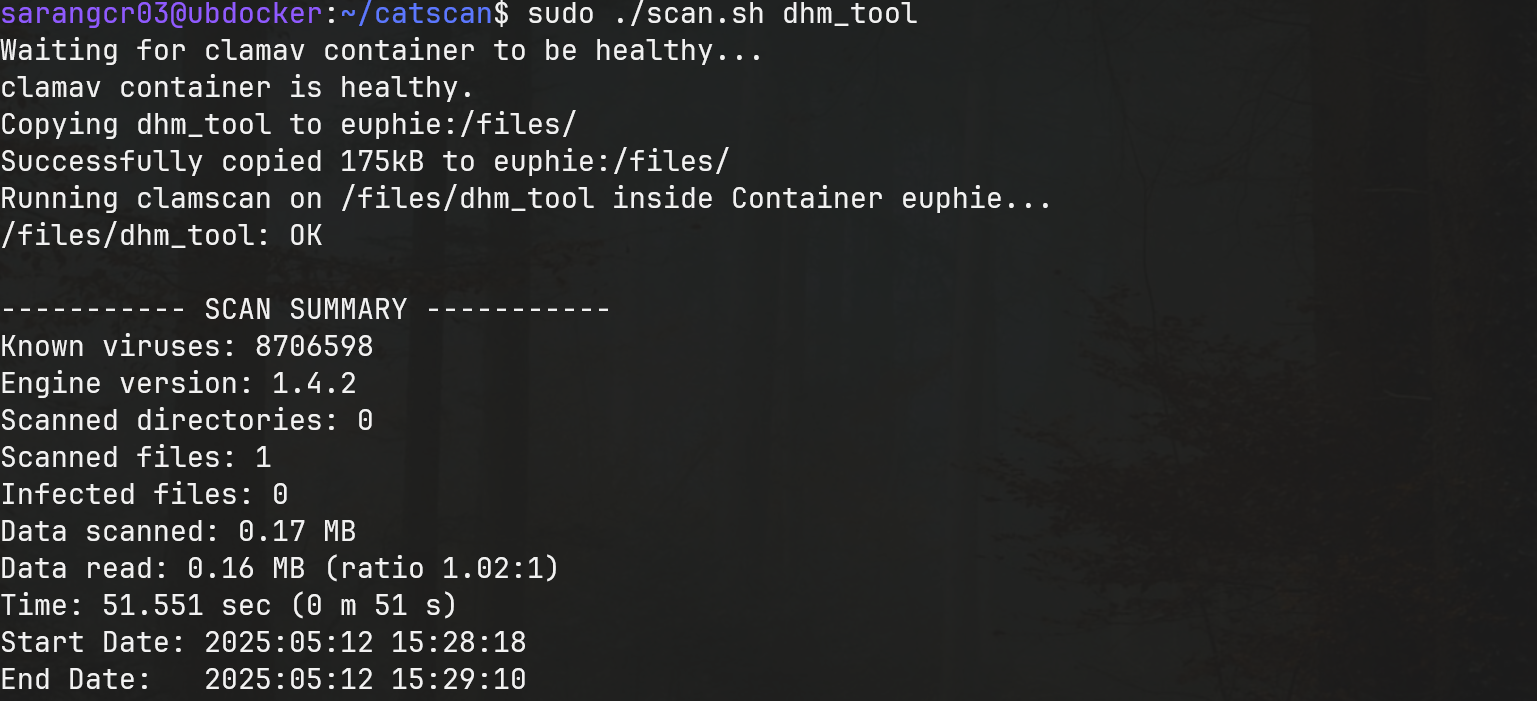 sarangcr03@ubdocker:~/catscan$ sudo ./scan.sh dhm_tool
Waiting for clamav container to be healthy...
clamav container is healthy.
Copying dhm_tool to euphie:/files/
Successfully copied 175kB to euphie:/files/
Running clamscan on /files/dhm_tool inside Container euphie...
/files/dhm_tool: OK

----------- SCAN SUMMARY -----------
Known viruses: 8706598
Engine version: 1.4.2
Scanned directories: 0
Scanned files: 1
Infected files: 0
Data scanned: 0.17 MB
Data read: 0.16 MB (ratio 1.02:1)
Time: 51.551 sec (0 m 51 s)
Start Date: 2025:05:12 15:28:18
End Date:   2025:05:12 15:29:10